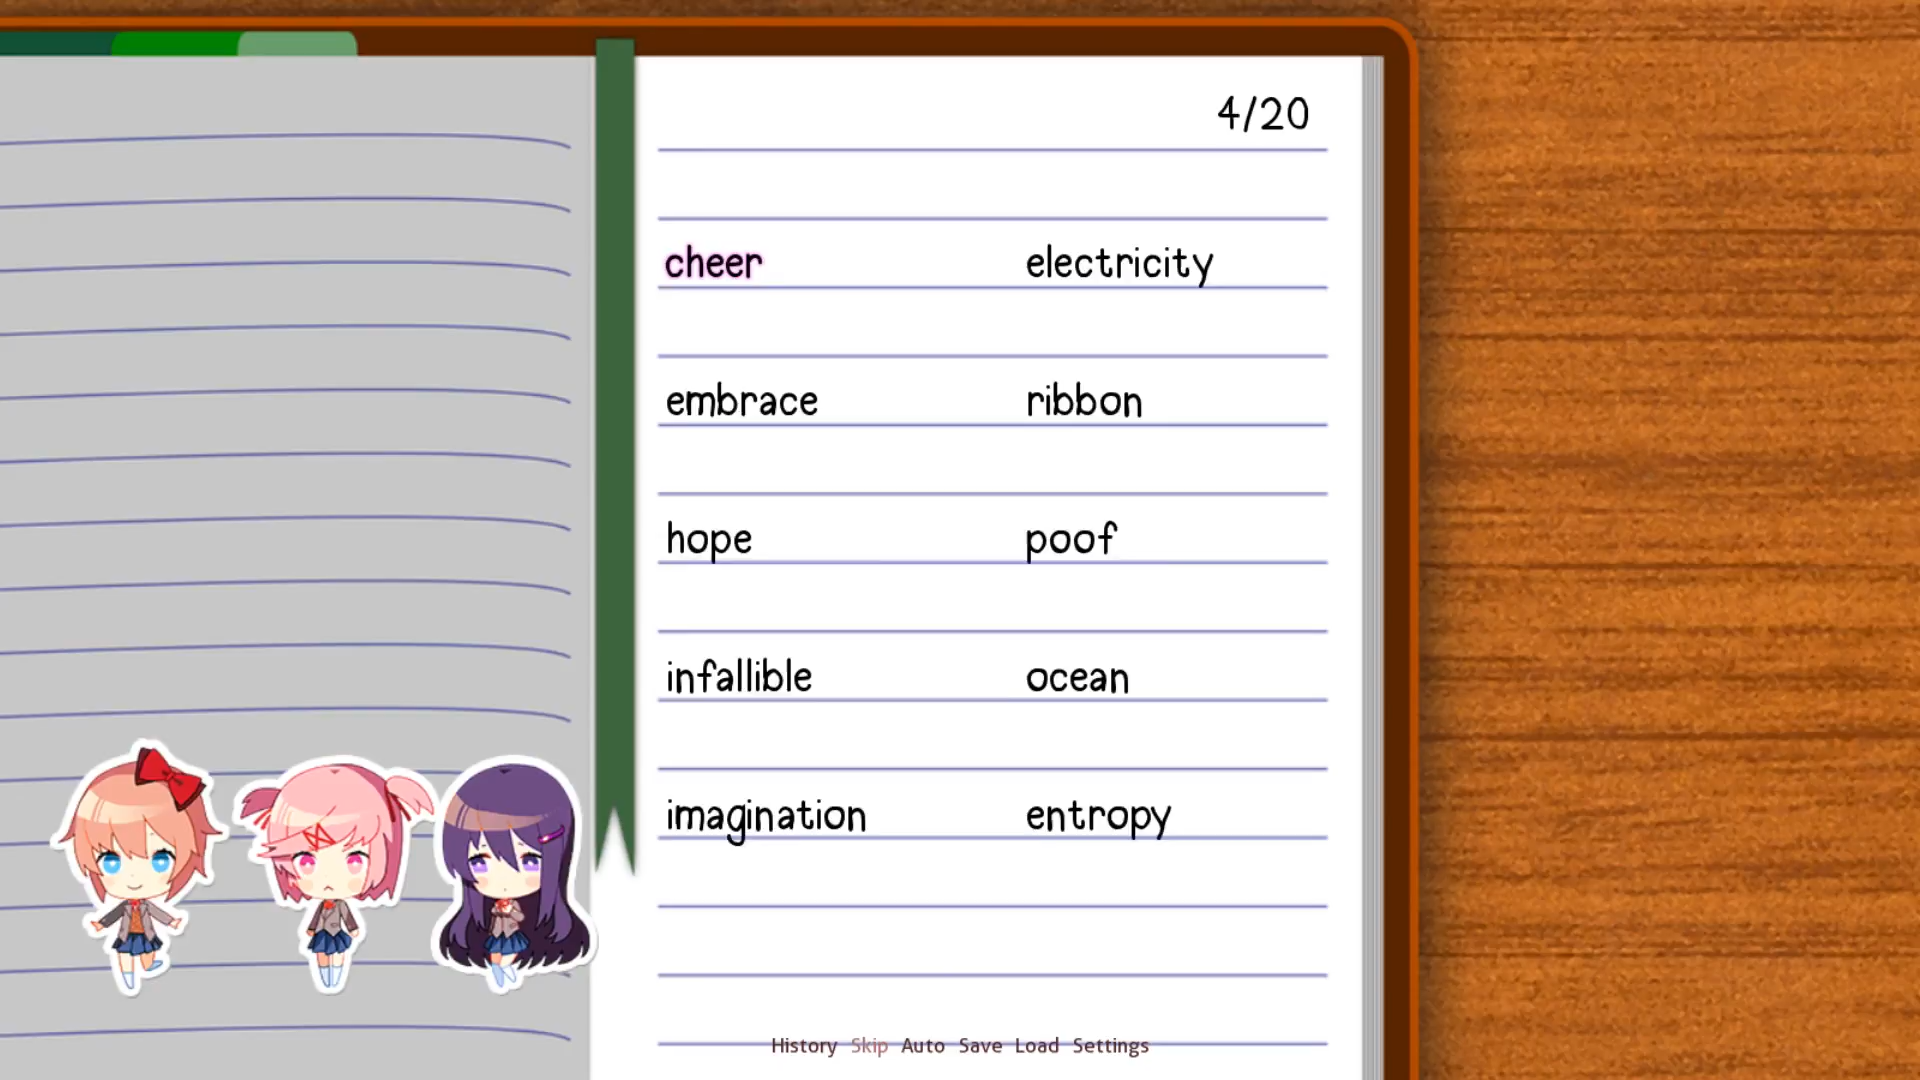 4/20
cheer electricity
embrace ribbon
hope poof
infallible ocean
imagination entropy
History Skip Auto Save Load Settings